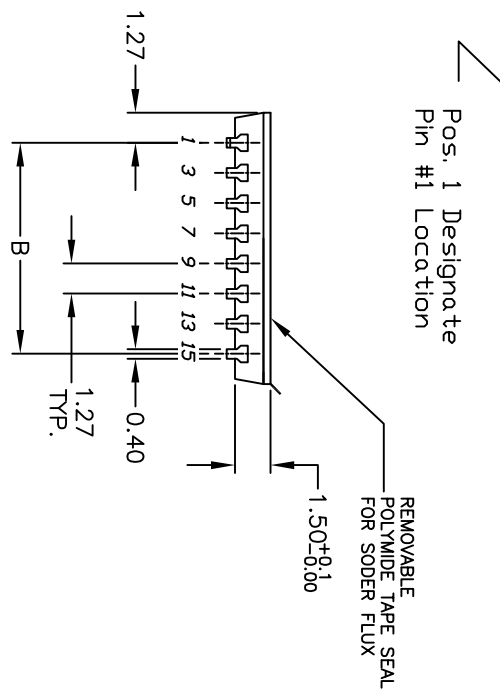 Pos. 1 Designate
Pin #1 Location
REMOVABLE
POLYMIDE TAPE SEAL
FOR SODER FLUX
1.50+0.1
-0.00
1.27
1
3
5
7
9
11
13
15
B
1.27
TYP.
0.40